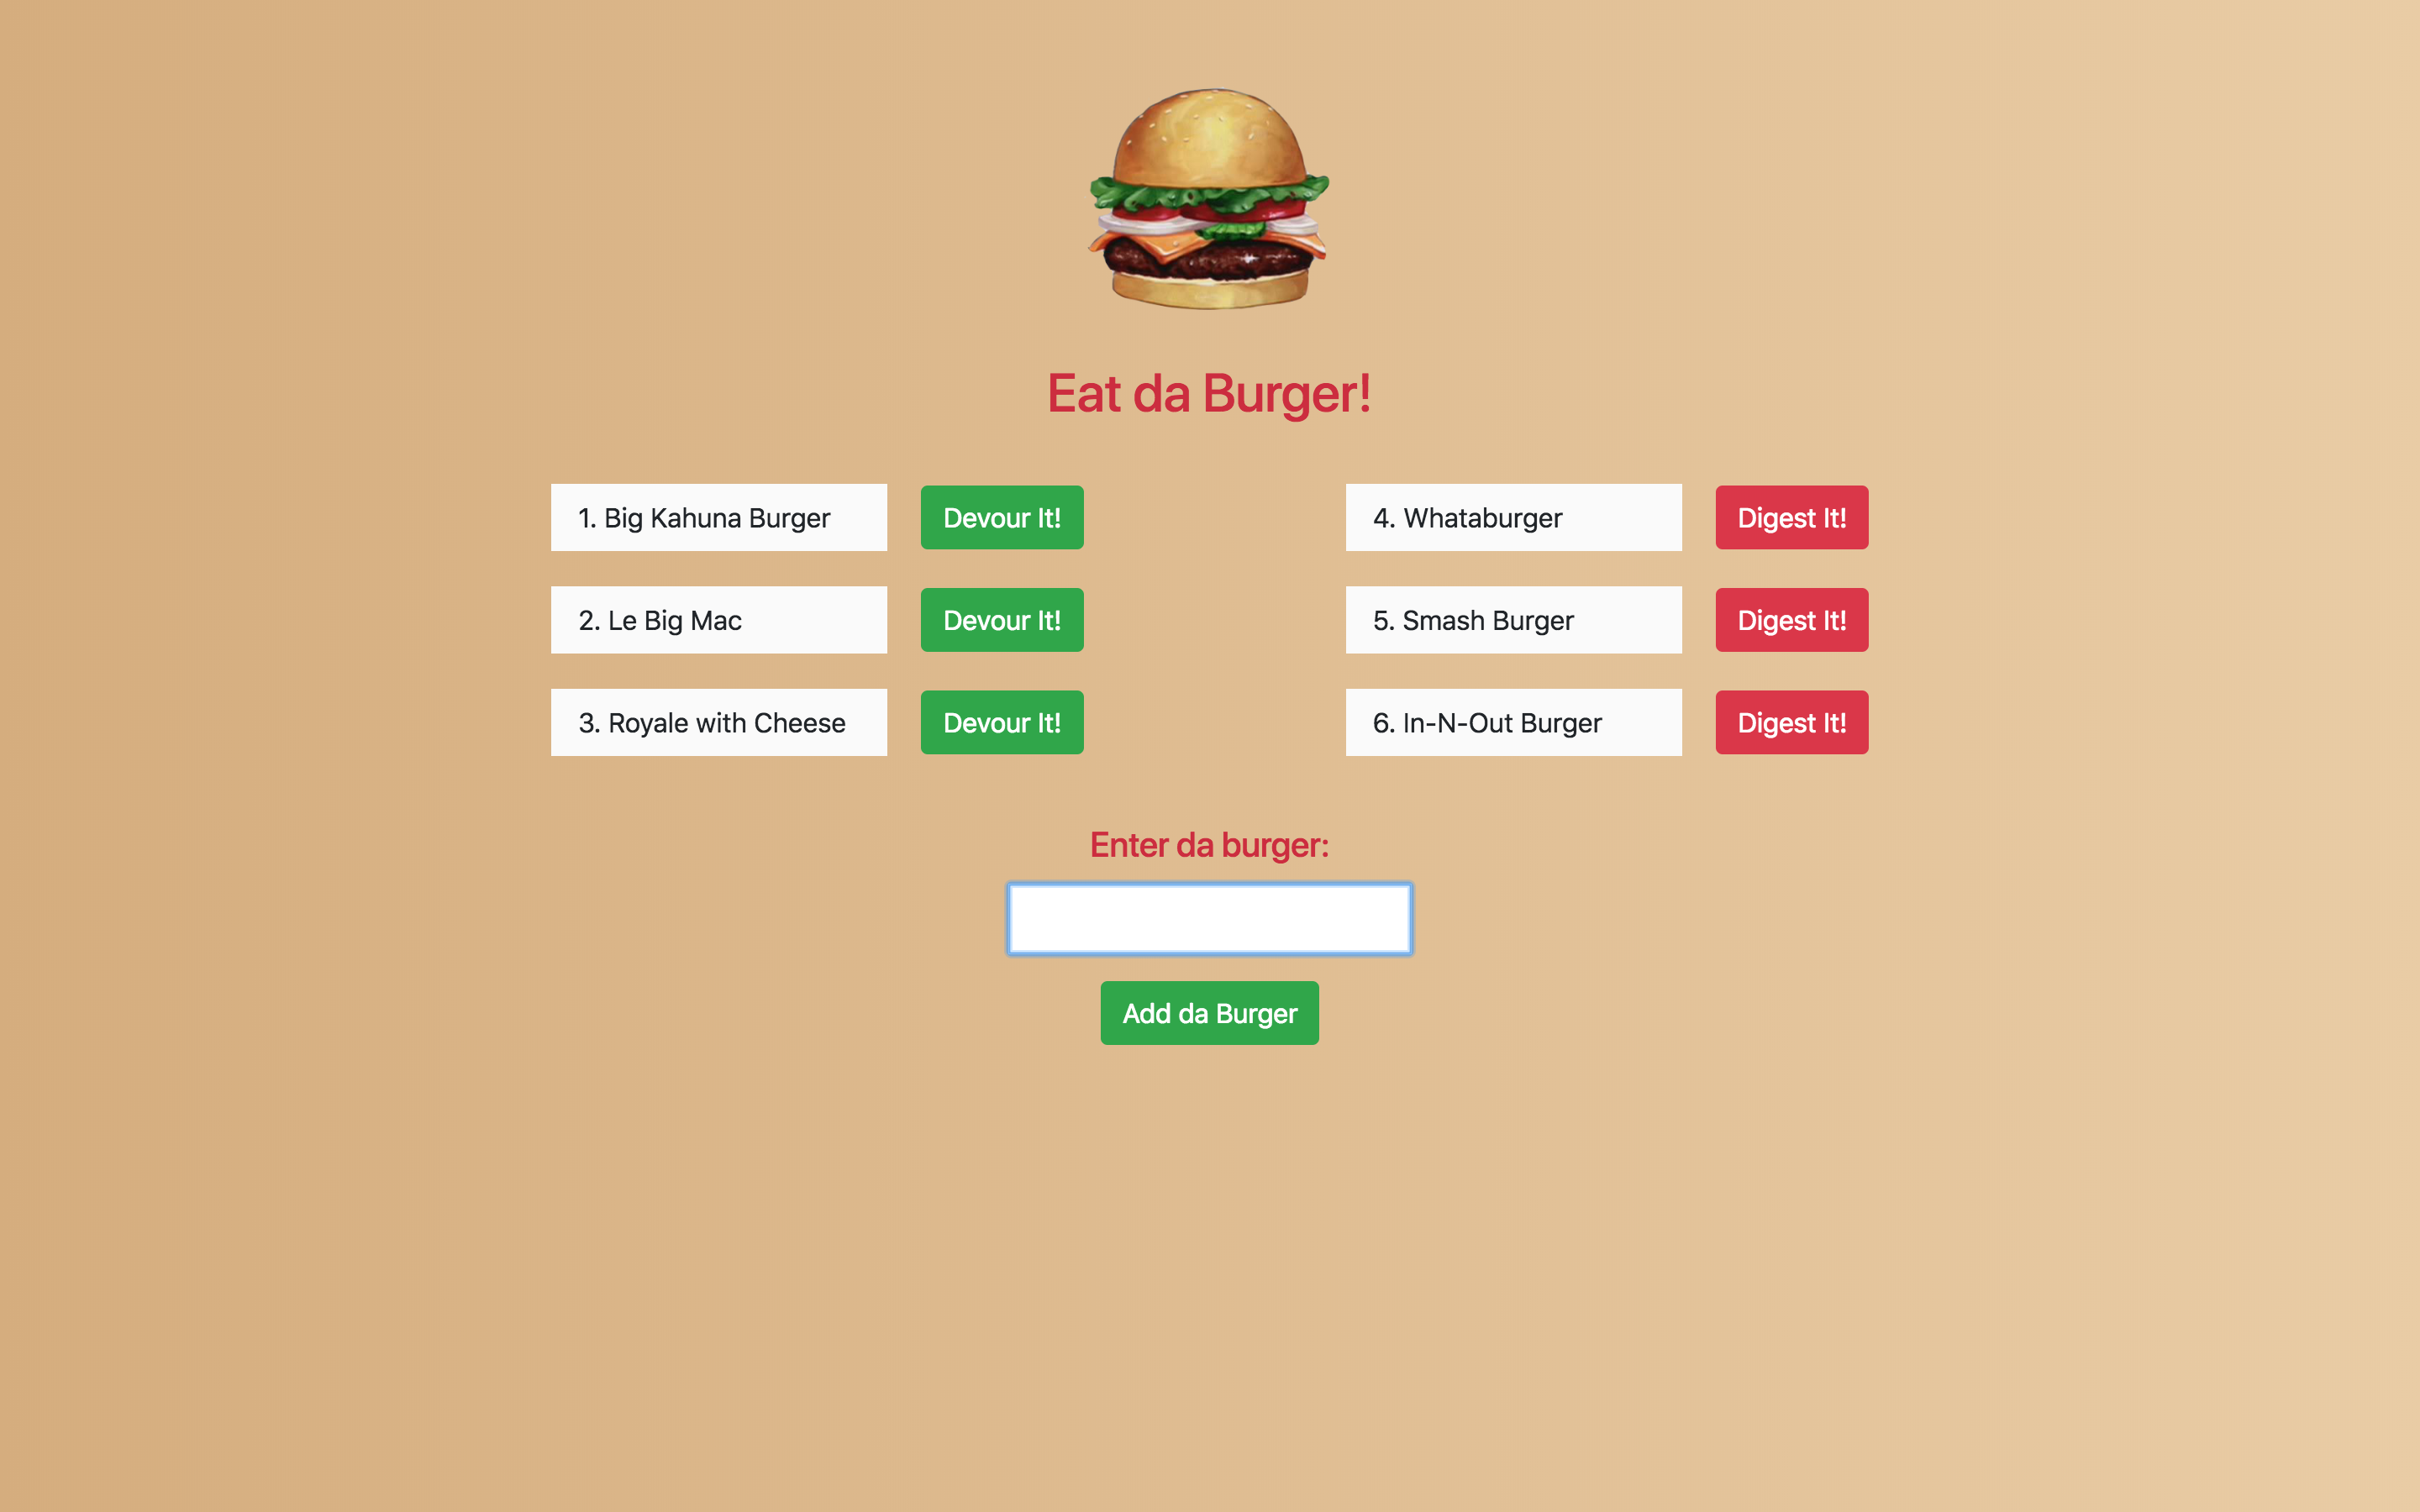 Eat da Burger!
1. Big Kahuna Burger
Devour It!
2. Le Big Mac
Devour It!
3. Royale with Cheese
Devour It!
4. Whataburger
Digest It!
5. Smash Burger
Digest It!
6. In-N-Out Burger
Digest It!
Enter da burger:
Add da Burger